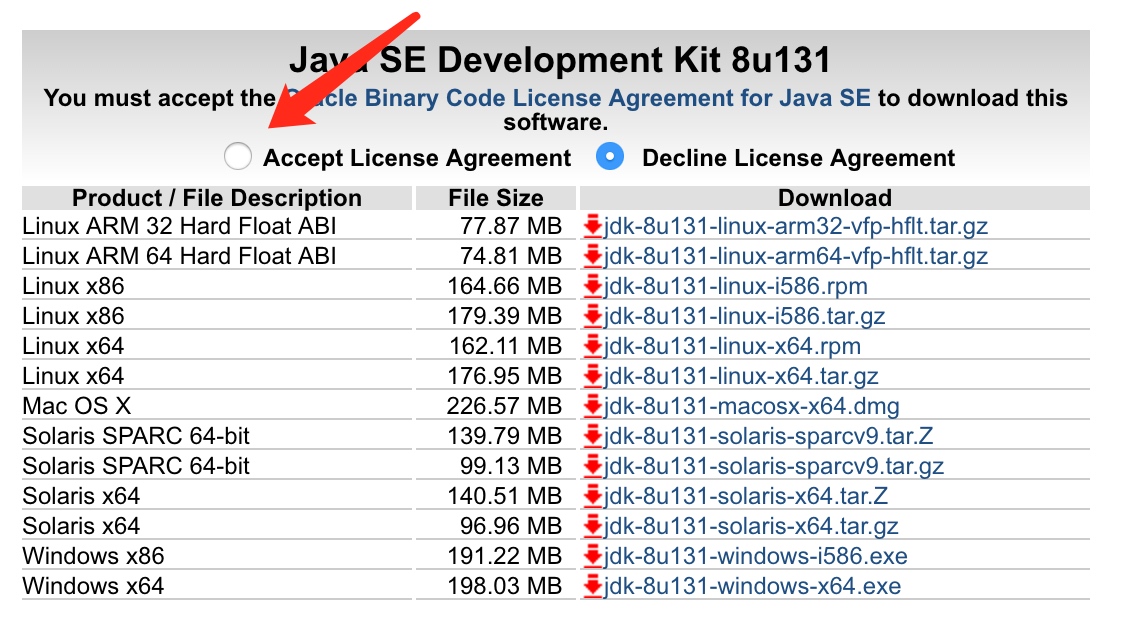 Java SE Development Kit 8u131
You must accept the Oracle Binary Code License Agreement for Java SE to download this
software.
Accept License Agreement Decline License Agreement
Product / File Description File Size Download
Linux ARM 32 Hard Float ABI 77.87 MB jdk-8u131-linux-arm32-vfp-hflt.tar.gz
Linux ARM 64 Hard Float ABI 74.81 MB jdk-8u131-linux-arm64-vfp-hflt.tar.gz
Linux x86 164.66 MB jdk-8u131-linux-i586.rpm
Linux x86 179.39 MB jdk-8u131-linux-i586.tar.gz
Linux x64 162.11 MB jdk-8u131-linux-x64.rpm
Linux x64 176.95 MB jdk-8u131-linux-x64.tar.gz
Mac OS X 226.57 MB jdk-8u131-macosx-x64.dmg
Solaris SPARC 64-bit 139.79 MB jdk-8u131-solaris-sparcv9.tar.Z
Solaris SPARC 64-bit 99.13 MB jdk-8u131-solaris-sparcv9.tar.gz
Solaris x64 140.51 MB jdk-8u131-solaris-x64.tar.Z
Solaris x64 96.96 MB jdk-8u131-solaris-x64.tar.gz
Windows x86 191.22 MB jdk-8u131-windows-i586.exe
Windows x64 198.03 MB jdk-8u131-windows-x64.exe